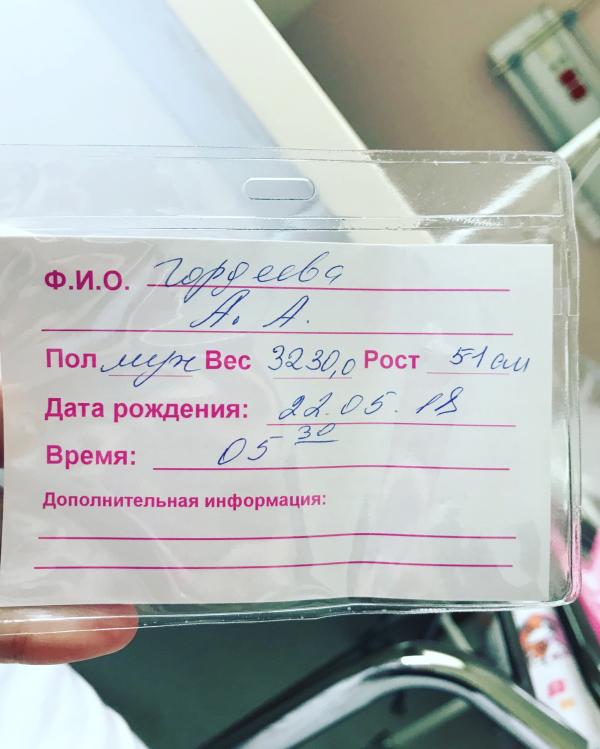 Ф.И.О. Гордеева
А. А.
Пол муж Вес 3230,0 Рост 51 см
Дата рождения: 22.05.18
Время: 05 30
Дополнительная информация: